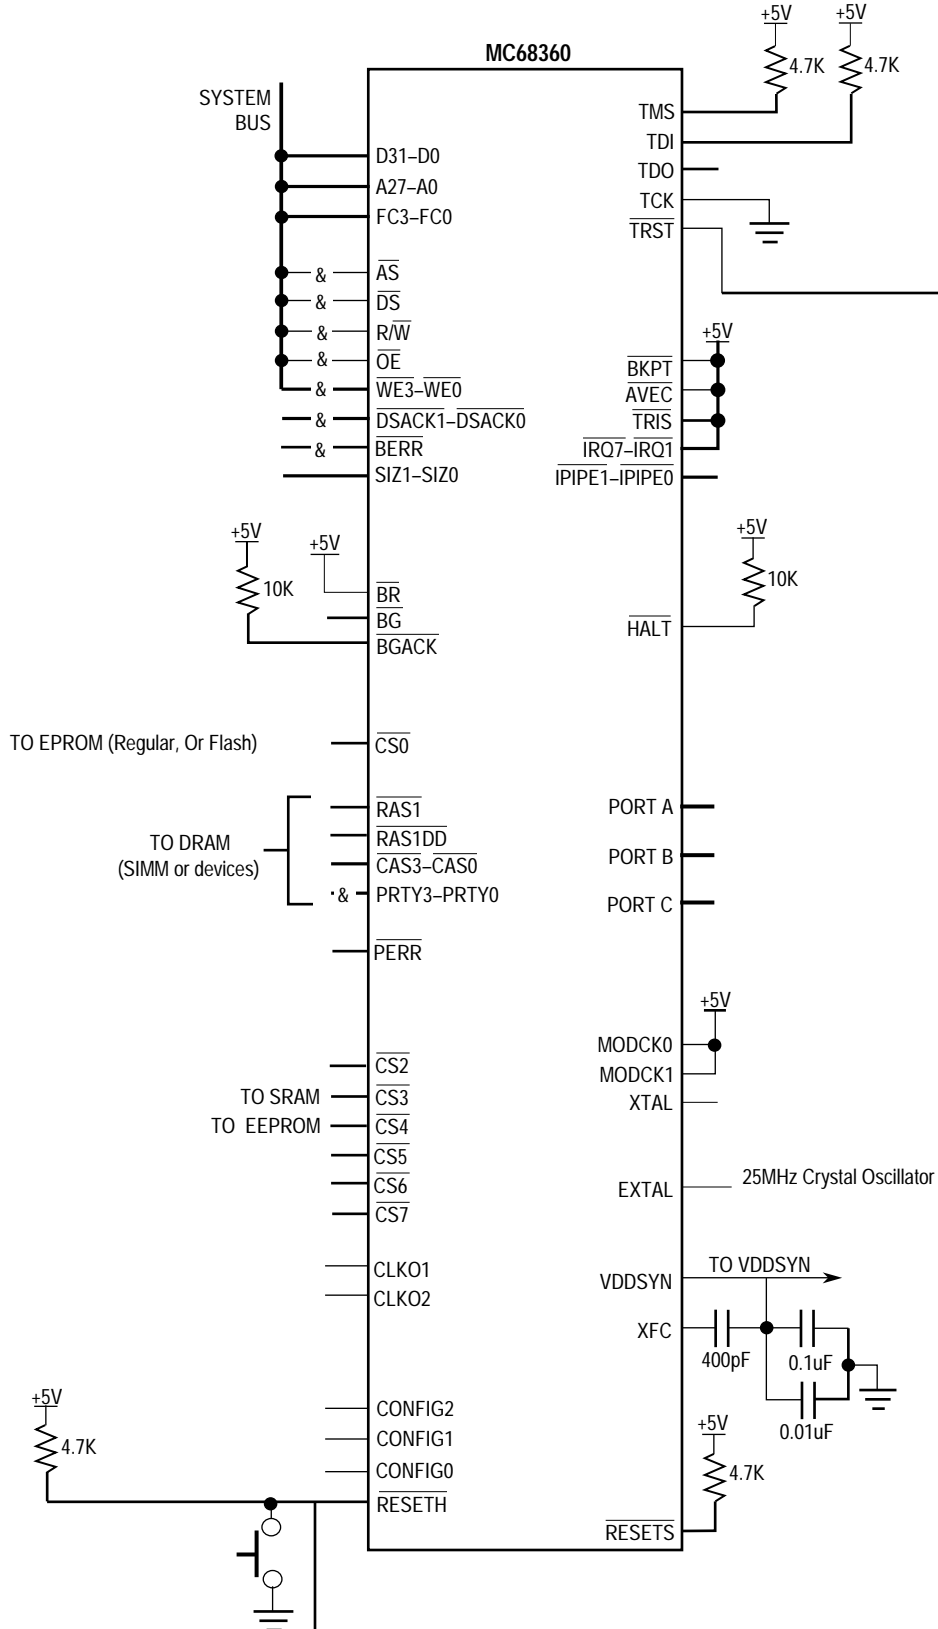 MC68360
SYSTEM
BUS
D31–D0
A27–A0
FC3–FC0
& AS
& DS
& R/W
& OE
& WE3–WE0
& DSACK1–DSACK0
& BERR
SIZ1–SIZ0
+5V
10K
+5V
BR
BG
BGACK
TO EPROM (Regular, Or Flash)
CS0
TO DRAM
(SIMM or devices)
RAS1
RAS1DD
CAS3–CAS0
& PRTY3–PRTY0
PERR
CS2
TO SRAM CS3
TO EEPROM CS4
CS5
CS6
CS7
CLKO1
CLKO2
CONFIG2
CONFIG1
CONFIG0
+5V
4.7K
RESETH
+5V
4.7K
+5V
4.7K
TMS
TDI
TDO
TCK
TRST
+5V
BKPT
AVEC
TRIS
IRQ7–IRQ1
IPIPE1–IPIPE0
+5V
10K
HALT
PORT A
PORT B
PORT C
+5V
MODCK0
MODCK1
XTAL
EXTAL 25MHz Crystal Oscillator
VDDSYN TO VDDSYN
XFC
400pF
0.1uF
0.01uF
+5V
4.7K
RESETS